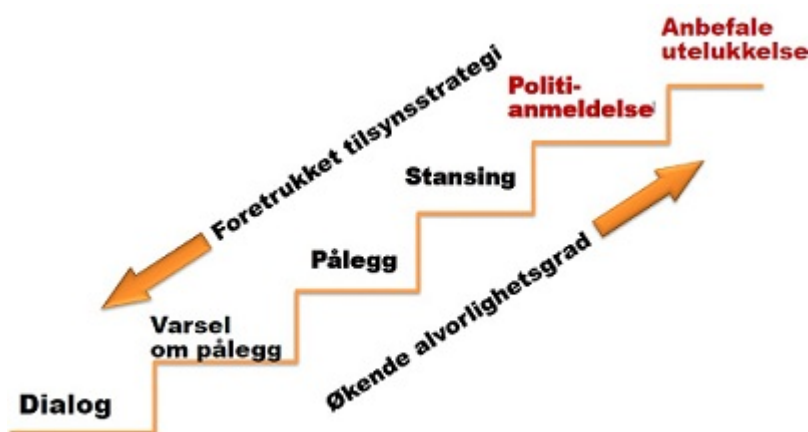 Anbefale
utelukkelse
Politi-
anmeldelse
Foretrukket tilsynsstrategi
Stansing
Pålegg
Økende alvorlighetsgrad
Varsel
om pålegg
Dialog